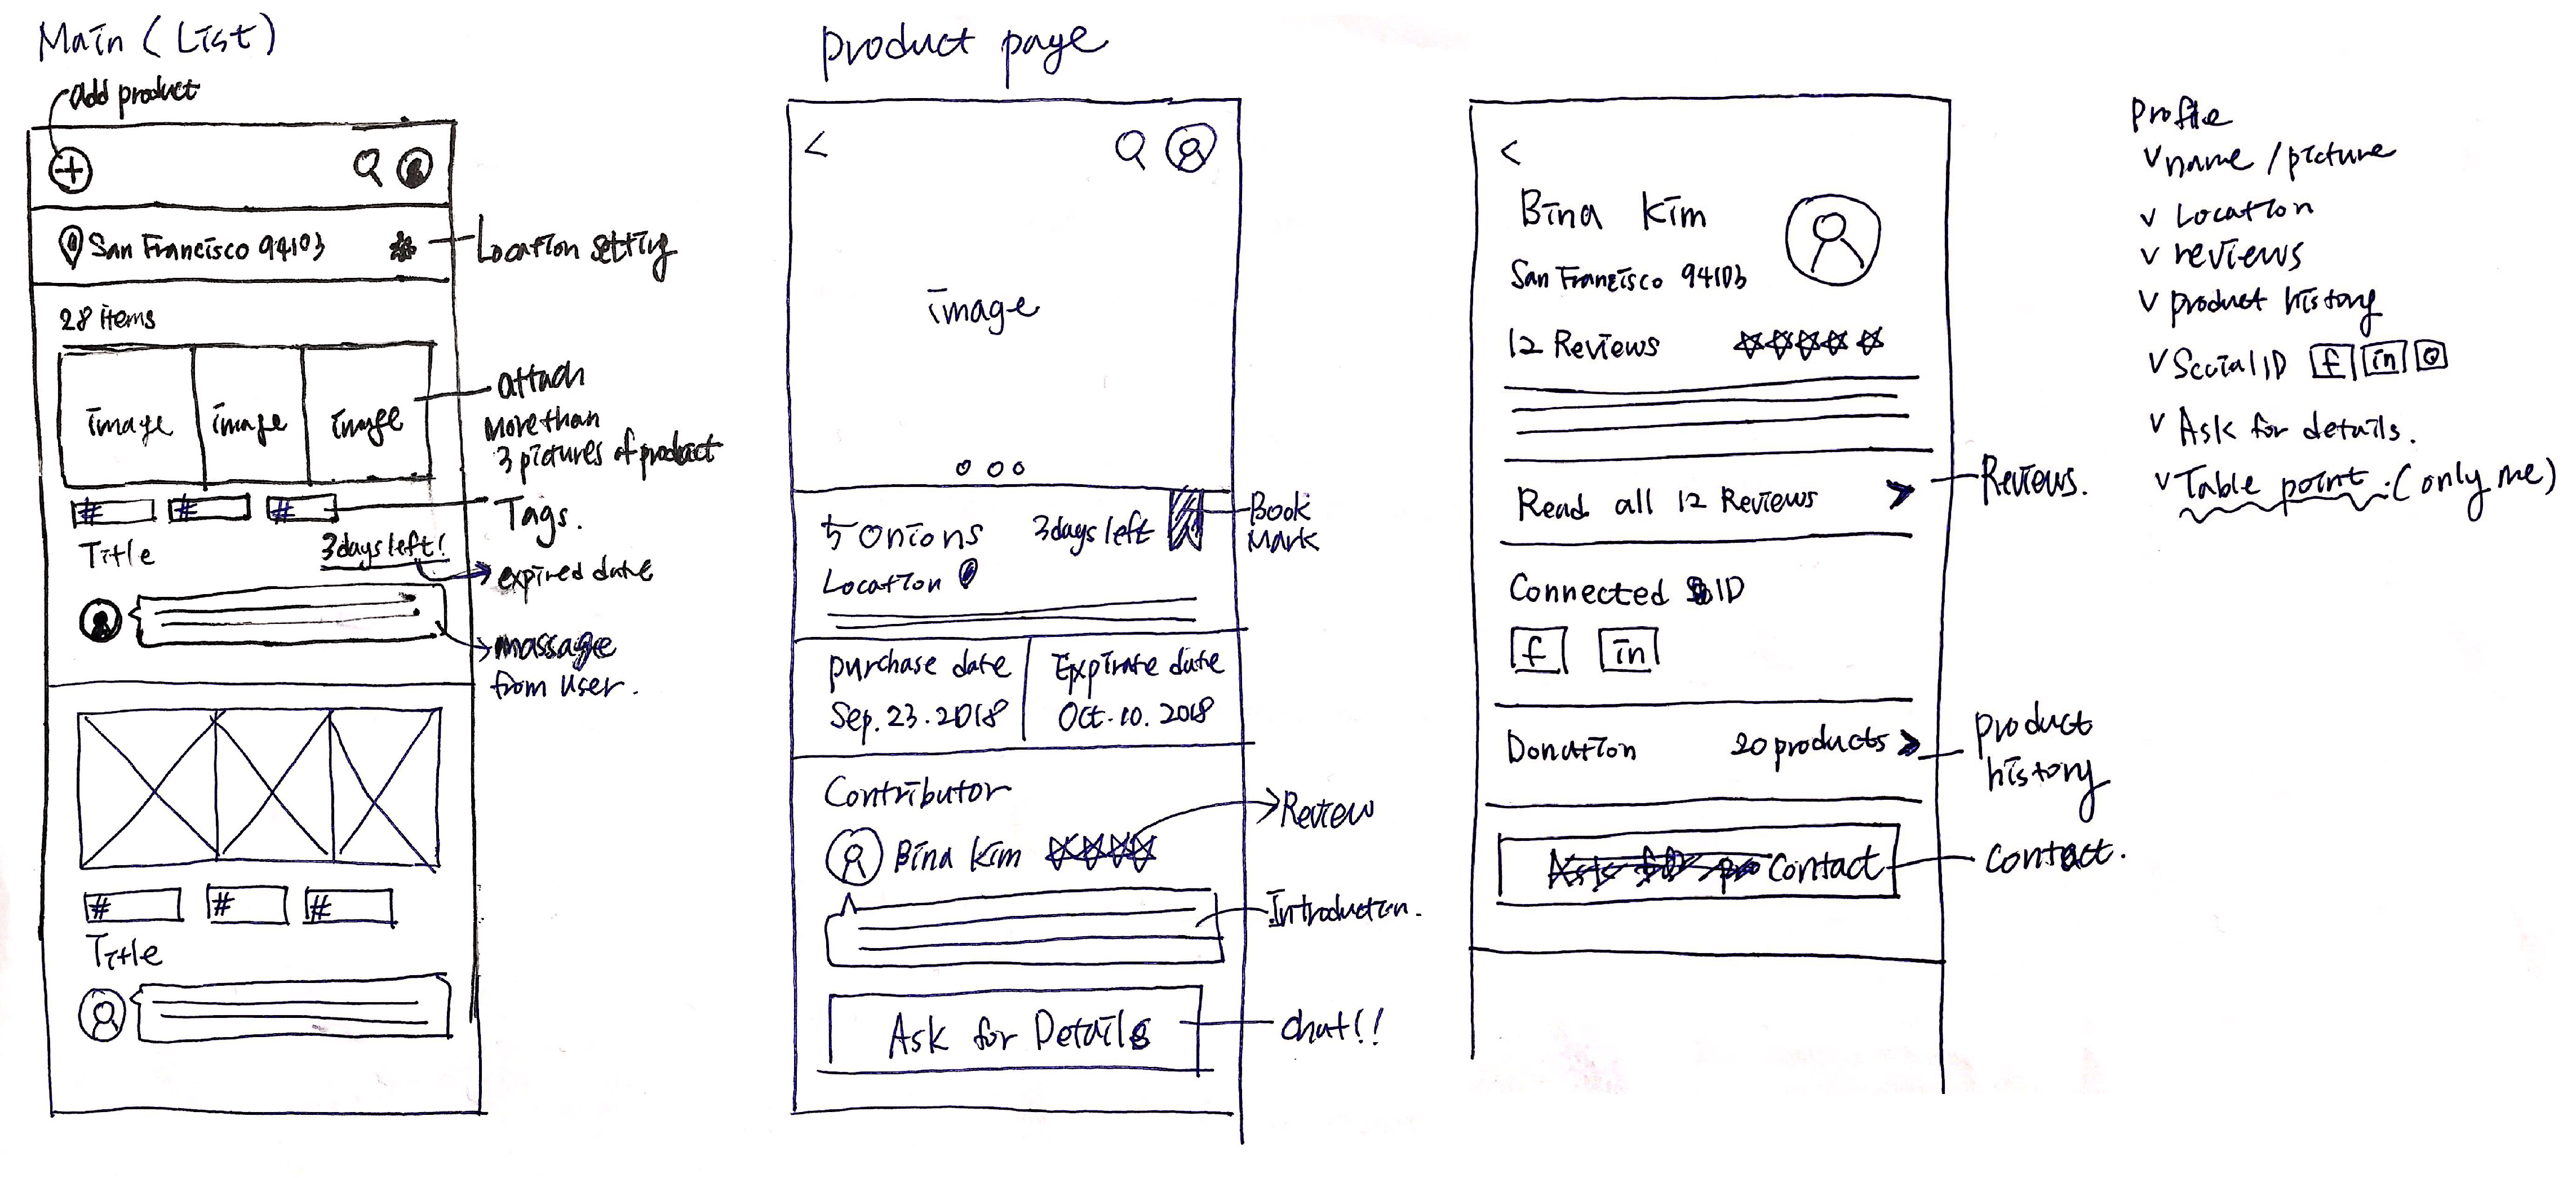 Main (List)
add product
San Francisco 94103
Location setting
28 items
image
image
image
attach
more than
3 pictures of product
#
#
#
Tags.
Title
3days left!
expired date
massage
from user.
#
#
#
Title
product page
<
image
5 Onions
3days left
Book
Mark
Location
purchase date
Expirate date
Sep. 23. 2018
Oct. 10. 2018
Contributor
Bina Kim
Review
Introduction.
Ask for Details
chat!!
<
Bina Kim
San Francisco 94103
12 Reviews
Read all 12 Reviews >
Reviews.
Connected ID
f
in
Donation
20 products >
product
history
Contact
contact.
profile
v name / picture
v Location
v reviews
v product history
v Social ID f in
v Ask for details.
v Table point. (only me)